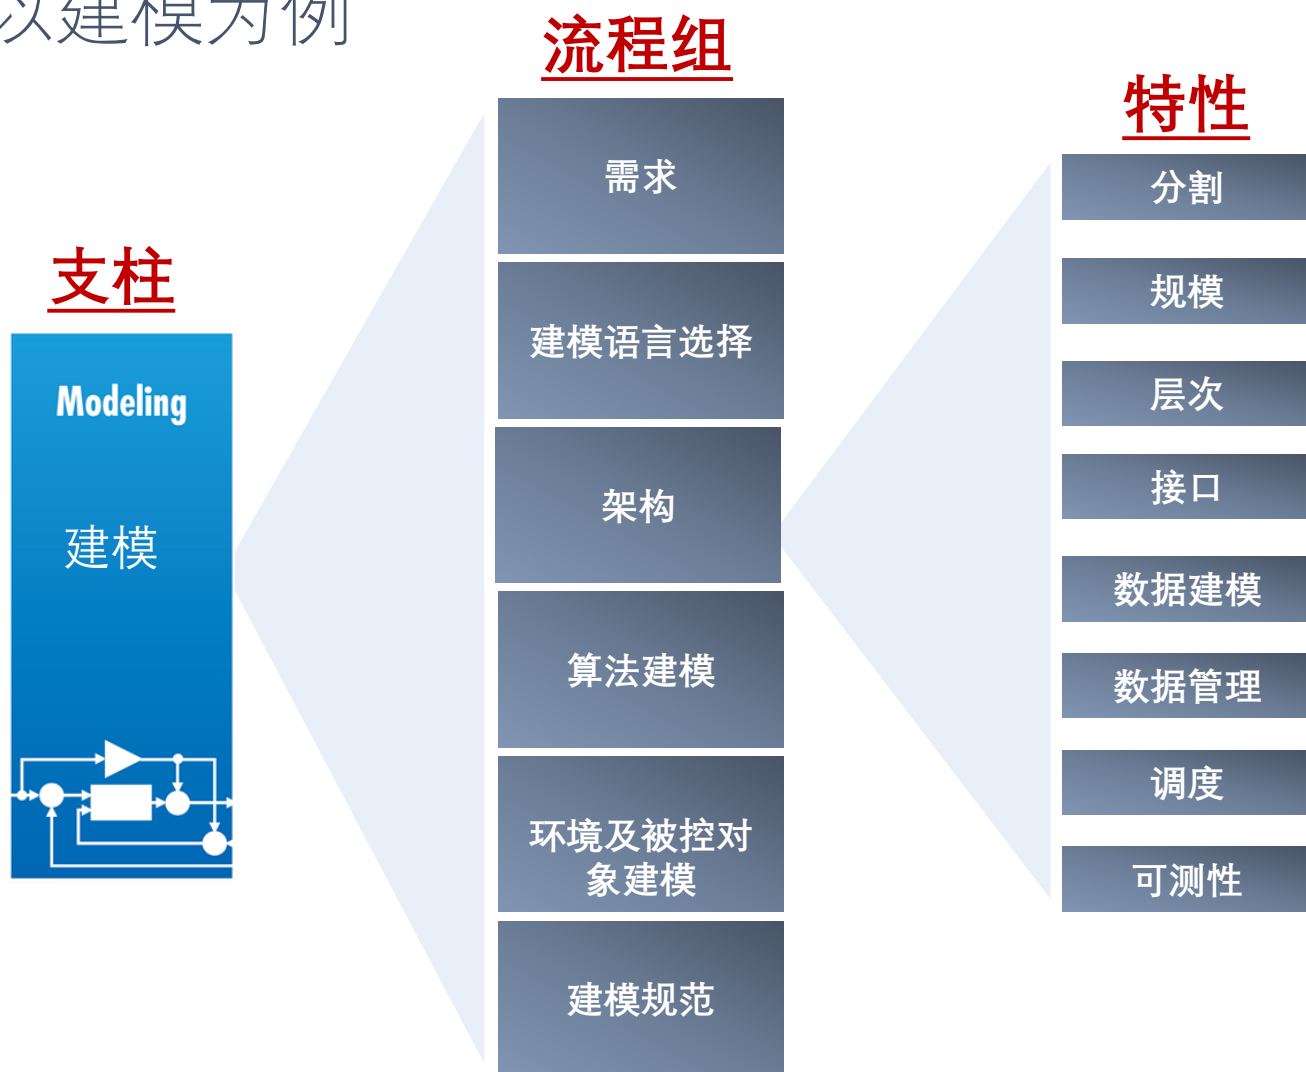 以建模为例
流程组
特性
支柱
Modeling
建模
需求
建模语言选择
架构
算法建模
环境及被控对
象建模
建模规范
分割
规模
层次
接口
数据建模
数据管理
调度
可测性